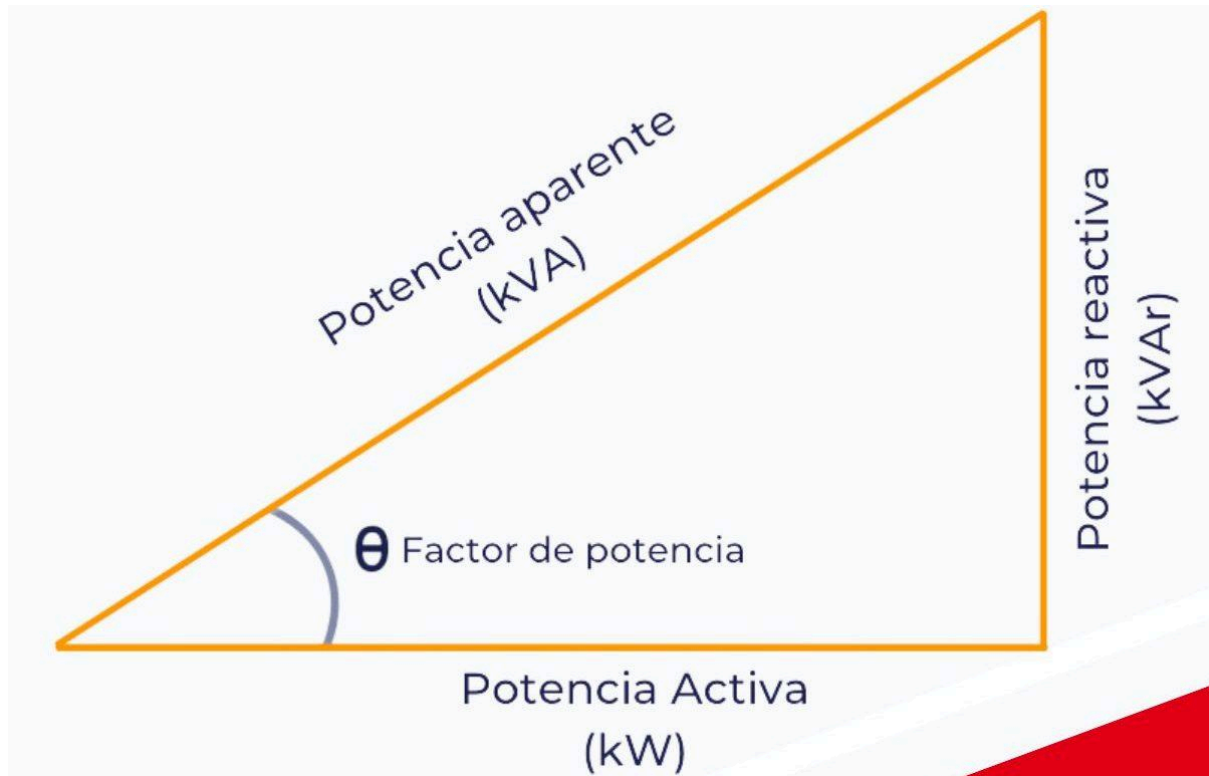 Potencia aparente
(kVA)
Potencia reactiva
(kVAr)
θ Factor de potencia
Potencia Activa
(kW)